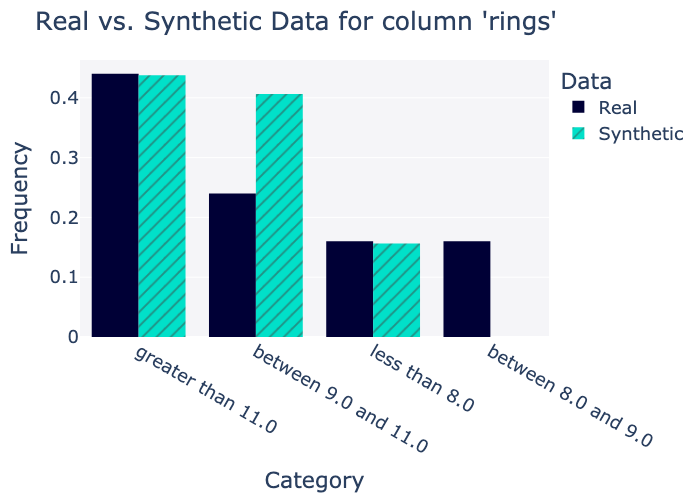 Real vs. Synthetic Data for column 'rings'
Data
Real
Synthetic
Frequency
0.4
0.3
0.2
0.1
0
greater than 11.0
between 9.0 and 11.0
less than 8.0
between 8.0 and 9.0
Category